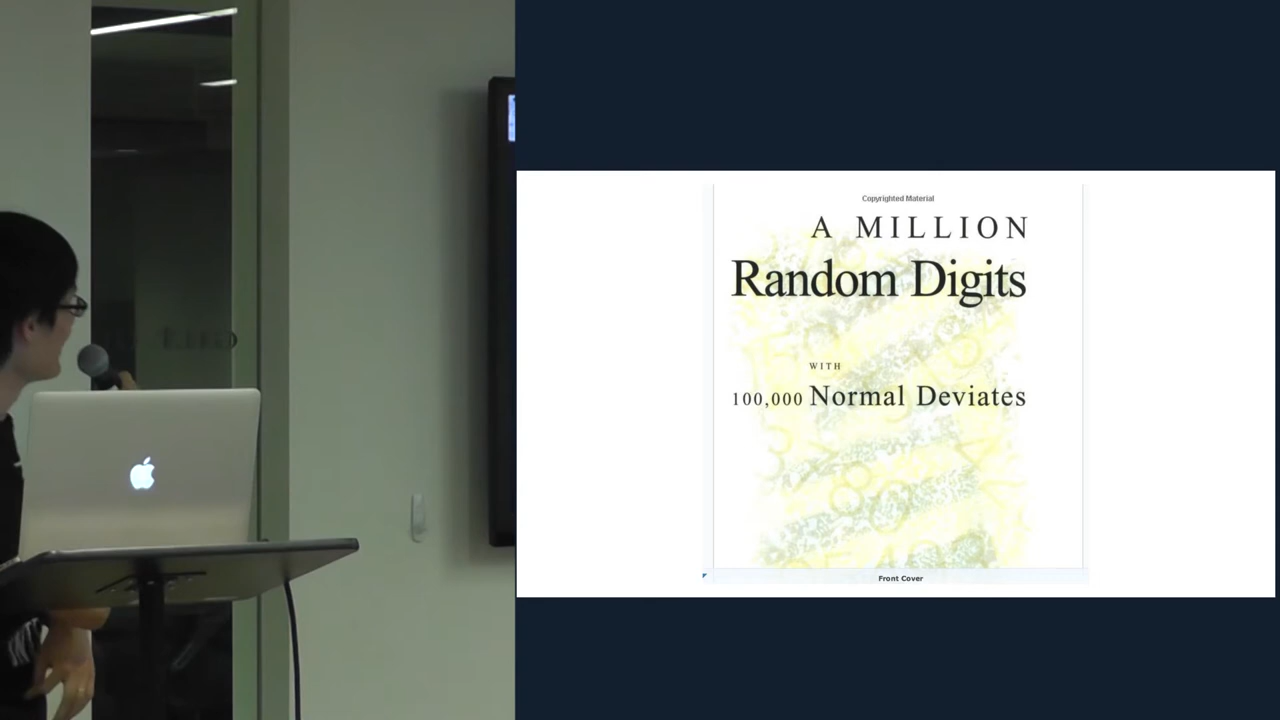 Copyrighted Material
A MILLION
Random Digits
WITH
100,000 Normal Deviates
Front Cover